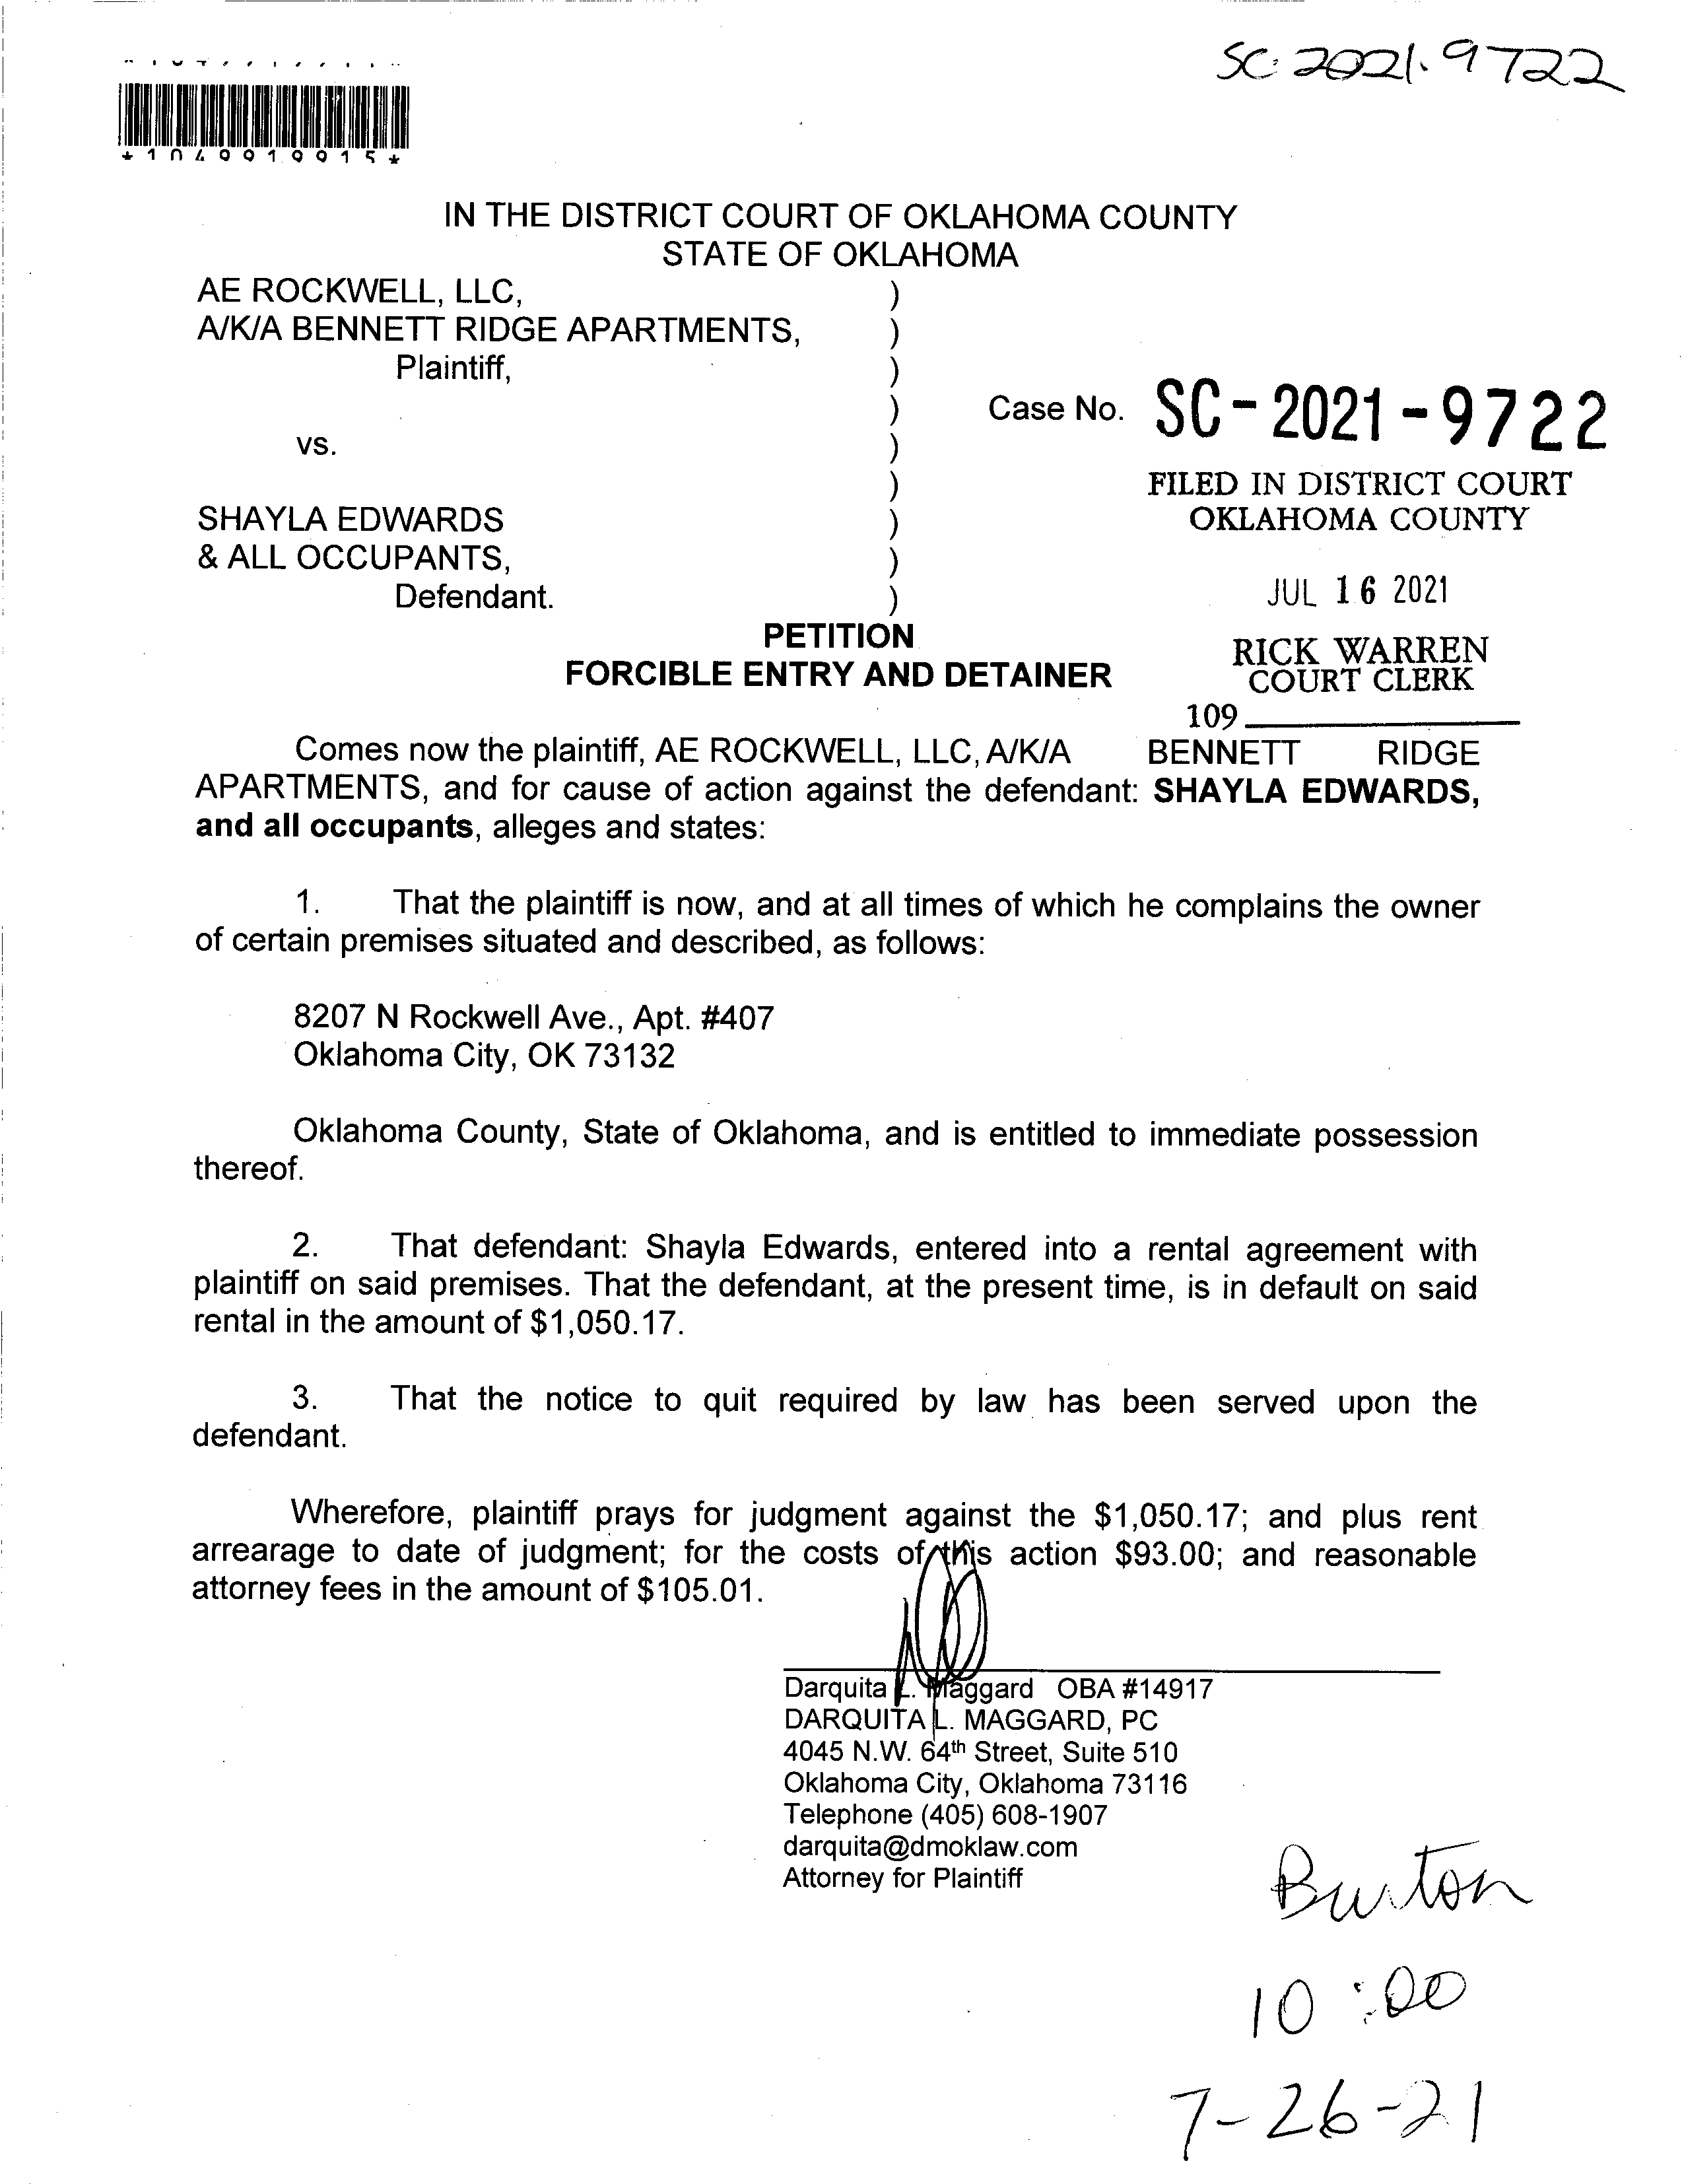 SC-2021-9722
IN THE DISTRICT COURT OF OKLAHOMA COUNTY
STATE OF OKLAHOMA
AE ROCKWELL, LLC, )
A/K/A BENNETT RIDGE APARTMENTS, )
Plaintiff, )
) Case No. SC-2021-9722
vs. )
) FILED IN DISTRICT COURT
SHAYLA EDWARDS ) OKLAHOMA COUNTY
& ALL OCCUPANTS, )
Defendant. ) JUL 16 2021
PETITION
RICK WARREN
FORCIBLE ENTRY AND DETAINER
COURT CLERK
109
Comes now the plaintiff, AE ROCKWELL, LLC, A/K/A BENNETT RIDGE
APARTMENTS, and for cause of action against the defendant: SHAYLA EDWARDS,
and all occupants, alleges and states:
1. That the plaintiff is now, and at all times of which he complains the owner
of certain premises situated and described, as follows:
8207 N Rockwell Ave., Apt. #407
Oklahoma City, OK 73132
Oklahoma County, State of Oklahoma, and is entitled to immediate possession
thereof.
2. That defendant: Shayla Edwards, entered into a rental agreement with
plaintiff on said premises. That the defendant, at the present time, is in default on said
rental in the amount of $1,050.17.
3. That the notice to quit required by law has been served upon the
defendant.
Wherefore, plaintiff prays for judgment against the $1,050.17; and plus rent
arrearage to date of judgment; for the costs of this action $93.00; and reasonable
attorney fees in the amount of $105.01.
Darquita L. Maggard OBA #14917
DARQUITA L. MAGGARD, PC
4045 N.W. 64th Street, Suite 510
Oklahoma City, Oklahoma 73116
Telephone (405) 608-1907
darquita@dmoklaw.com
Attorney for Plaintiff
Burton
10:00
7-26-21